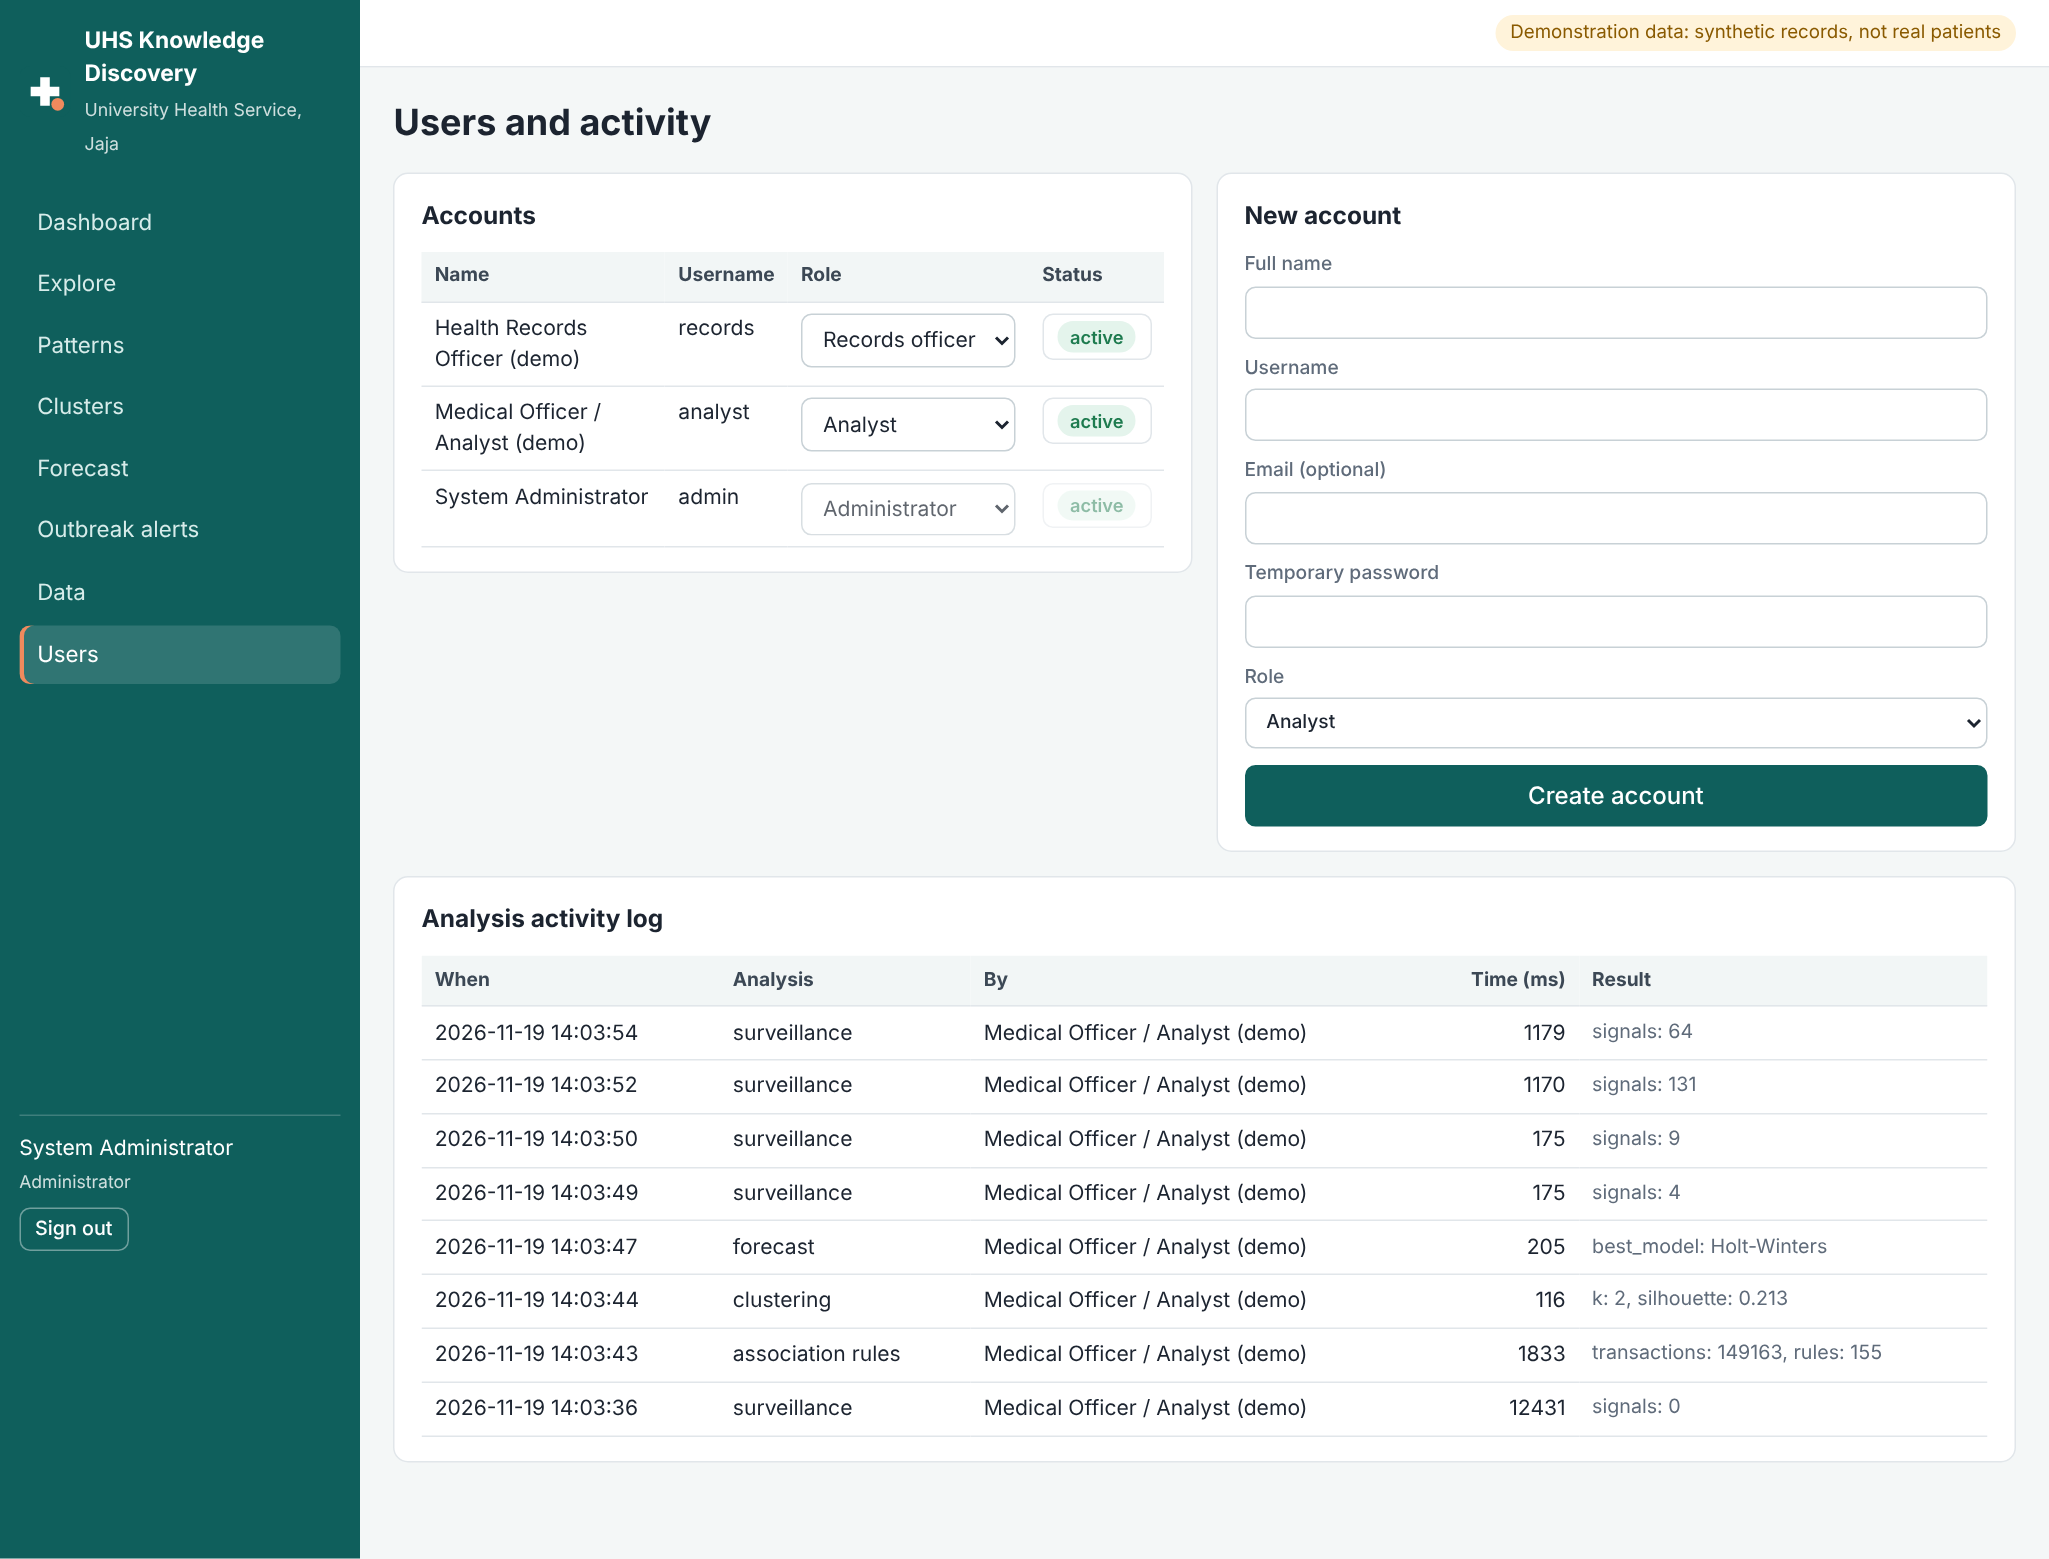 UHS Knowledge
Discovery
University Health Service,
Jaja
Dashboard
Explore
Patterns
Clusters
Forecast
Outbreak alerts
Data
Users
System Administrator
Administrator
Sign out
Demonstration data: synthetic records, not real patients
Users and activity
Accounts
Name Username Role Status
Health Records
Officer (demo) records Records officer active
Medical Officer /
Analyst (demo) analyst Analyst active
System Administrator admin Administrator active
New account
Full name
Username
Email (optional)
Temporary password
Role
Analyst
Create account
Analysis activity log
When Analysis By Time (ms) Result
2026-11-19 14:03:54 surveillance Medical Officer / Analyst (demo) 1179 signals: 64
2026-11-19 14:03:52 surveillance Medical Officer / Analyst (demo) 1170 signals: 131
2026-11-19 14:03:50 surveillance Medical Officer / Analyst (demo) 175 signals: 9
2026-11-19 14:03:49 surveillance Medical Officer / Analyst (demo) 175 signals: 4
2026-11-19 14:03:47 forecast Medical Officer / Analyst (demo) 205 best_model: Holt-Winters
2026-11-19 14:03:44 clustering Medical Officer / Analyst (demo) 116 k: 2, silhouette: 0.213
2026-11-19 14:03:43 association rules Medical Officer / Analyst (demo) 1833 transactions: 149163, rules: 155
2026-11-19 14:03:36 surveillance Medical Officer / Analyst (demo) 12431 signals: 0